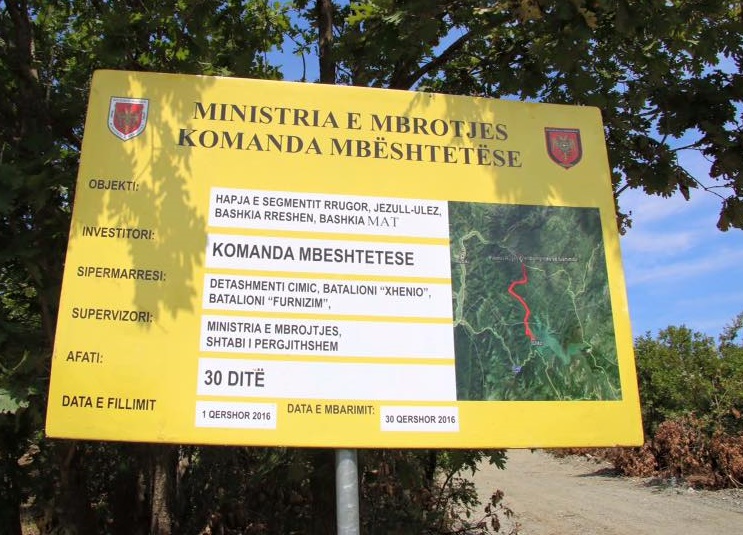 MINISTRIA E MBROTJES
KOMANDA MBËSHTETËSE
OBJEKTI:
HAPJA E SEGMENTIT RRUGOR, JEZULL-ULEZ,
BASHKIA RRESHEN, BASHKIA MAT
INVESTITORI:
KOMANDA MBESHTETESE
SIPERMARRESI:
DETASHMENTI CIMIC, BATALIONI “XHENIO”,
BATALIONI “FURNIZIM”,
SUPERVIZORI:
MINISTRIA E MBROJTJES,
SHTABI I PERGJITHSHEM
AFATI:
30 DITË
DATA E FILLIMIT
1 QERSHOR 2016
DATA E MBARIMIT:
30 QERSHOR 2016